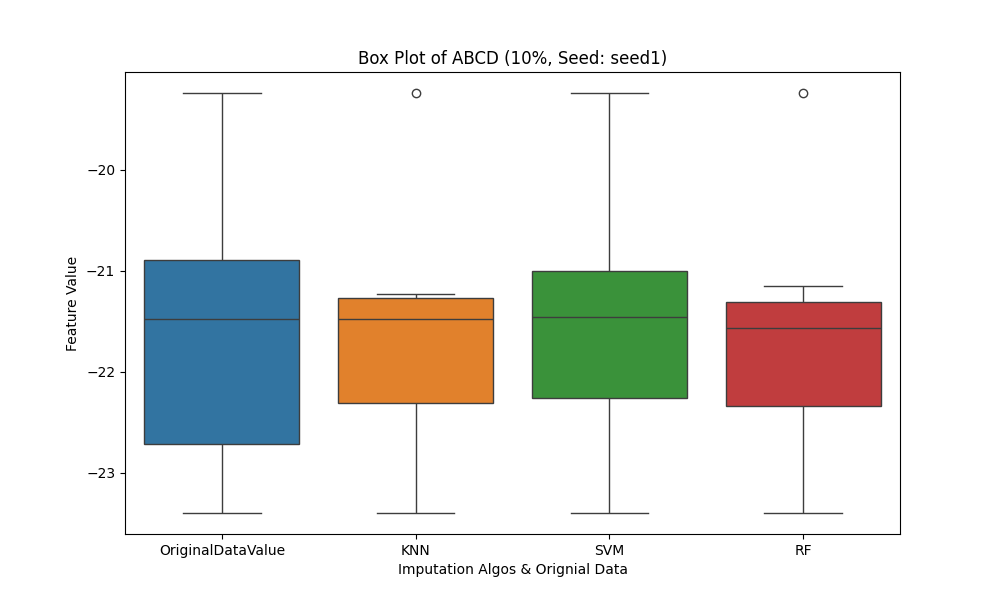 Box Plot of ABCD (10%, Seed: seed1)
−20
−21
−22
−23
Feature Value
OriginalDataValue KNN SVM RF
Imputation Algos & Orignial Data